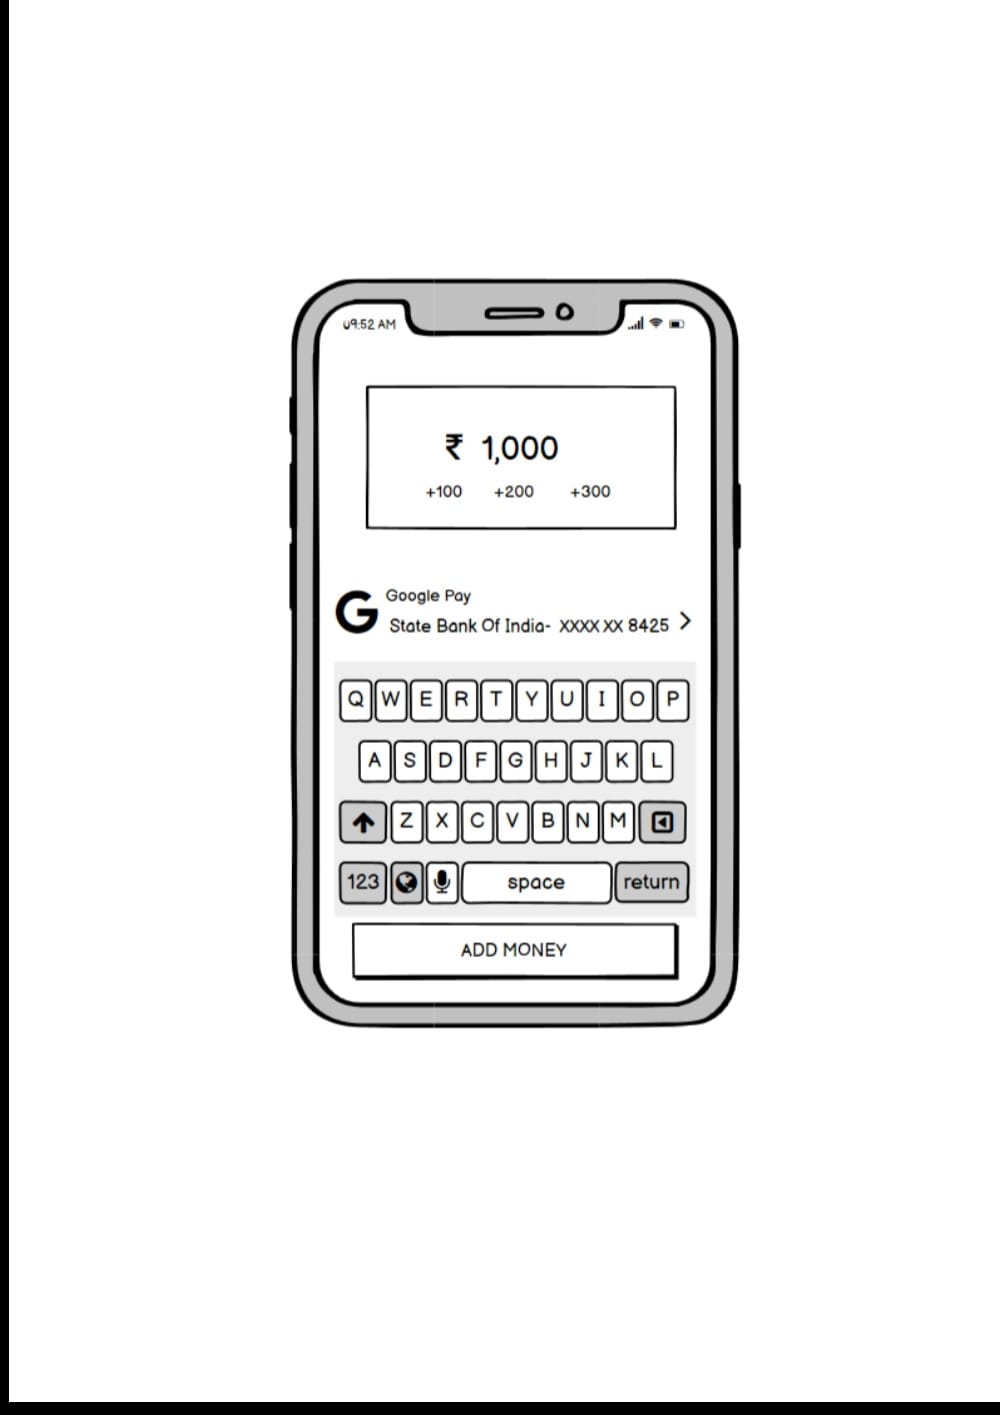 09:52 AM
₹ 1,000
+100 +200 +300
Google Pay
State Bank Of India- XXXX XX 8425
Q W E R T Y U I O P
A S D F G H J K L
Z X C V B N M
123 space return
ADD MONEY